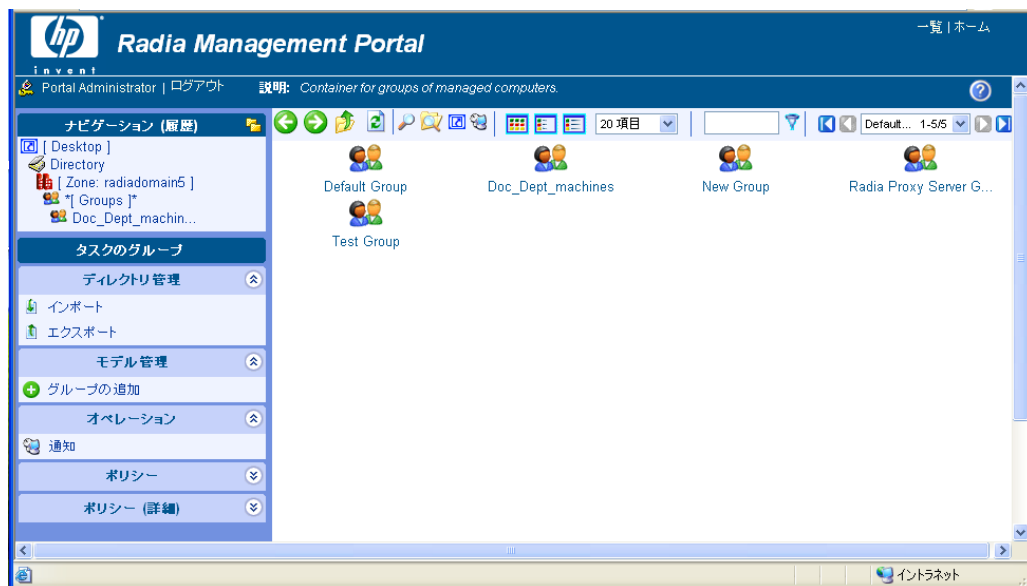 一覧 | ホーム
hp
invent
Radia Management Portal
Portal Administrator | ログアウト
説明: Container for groups of managed computers.
ナビゲーション (履歴)
20 項目
Default... 1-5/5
[ Desktop ]
Directory
[ Zone: radiadomain5 ]
*[ Groups ]*
Doc_Dept_machin...
Default Group
Doc_Dept_machines
New Group
Radia Proxy Server G...
Test Group
タスクのグループ
ディレクトリ管理
インポート
エクスポート
モデル管理
グループの追加
オペレーション
通知
ポリシー
ポリシー (詳細)
イントラネット